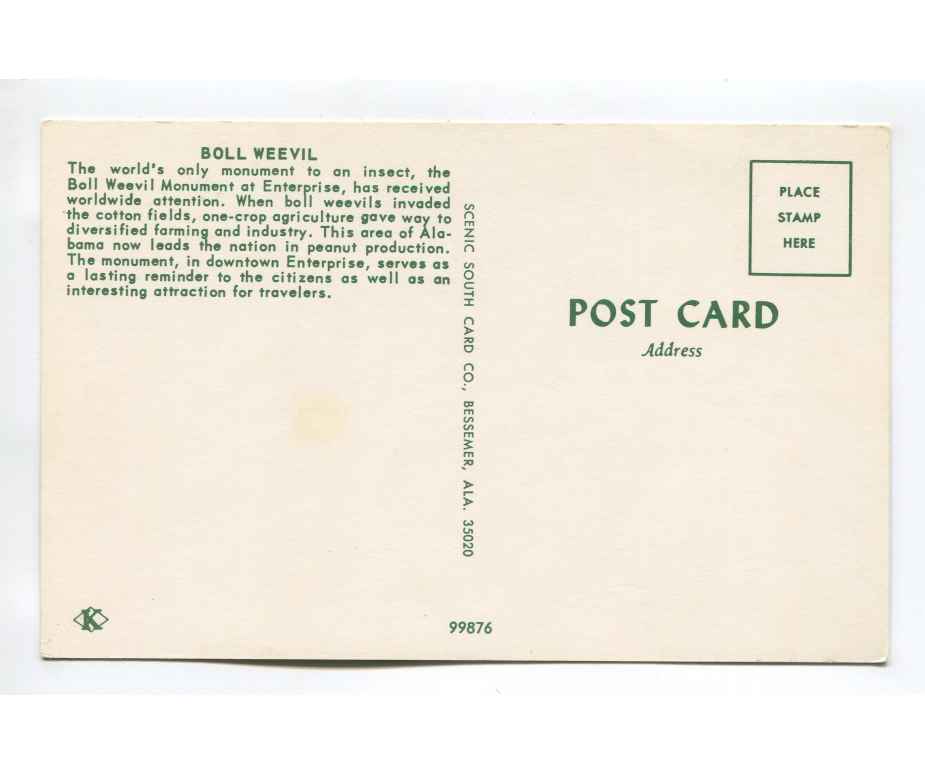 BOLL WEEVIL
The world's only monument to an insect, the
Boll Weevil Monument at Enterprise, has received
worldwide attention. When boll weevils invaded
the cotton fields, one-crop agriculture gave way to
diversified farming and industry. This area of Ala-
bama now leads the nation in peanut production.
The monument, in downtown Enterprise, serves as
a lasting reminder to the citizens as well as an
interesting attraction for travelers.
SCENIC SOUTH CARD CO., BESSEMER, ALA. 35020
PLACE
STAMP
HERE
POST CARD
Address
K
99876